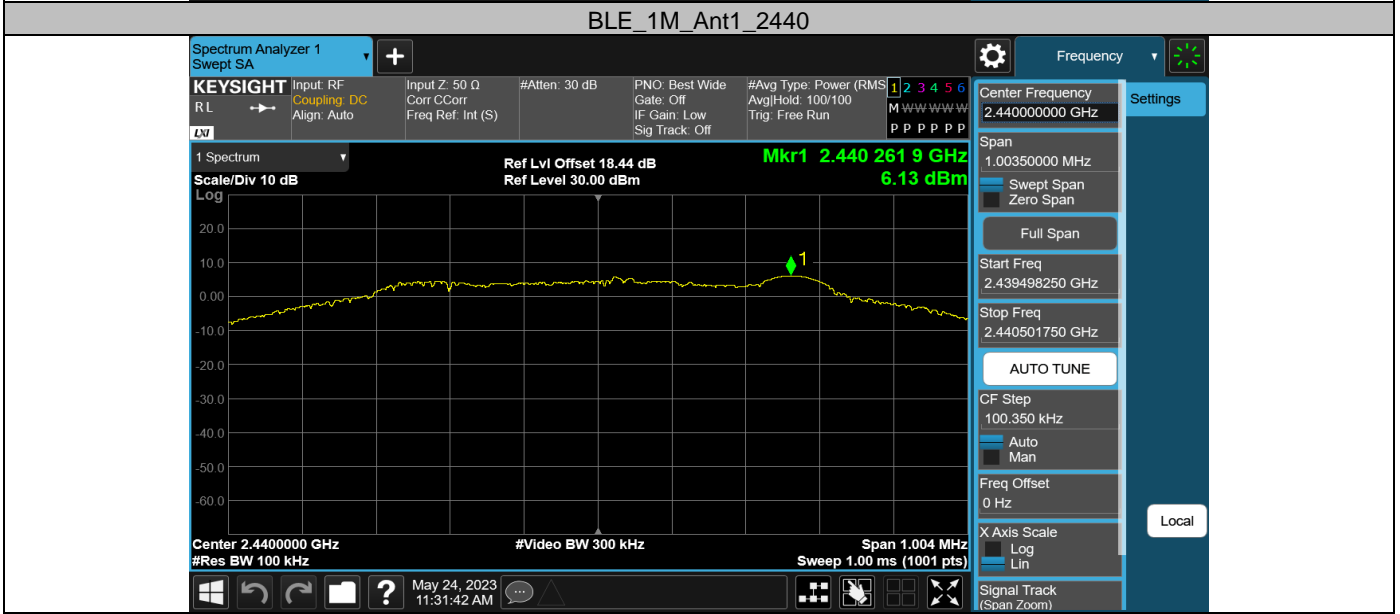 BLE_1M_Ant1_2440
Spectrum Analyzer 1
Swept SA
+
Frequency
KEYSIGHT
R L
LXI
Input: RF
Coupling: DC
Align: Auto
Input Z: 50 Ω
Corr CCorr
Freq Ref: Int (S)
#Atten: 30 dB
PNO: Best Wide
Gate: Off
IF Gain: Low
Sig Track: Off
#Avg Type: Power (RMS
Avg|Hold: 100/100
Trig: Free Run
1 2 3 4 5 6
M W W W W W
P P P P P P
1 Spectrum
Scale/Div 10 dB
Ref Lvl Offset 18.44 dB
Ref Level 30.00 dBm
Mkr1 2.440 261 9 GHz
6.13 dBm
Log
20.0
10.0
0.00
-10.0
-20.0
-30.0
-40.0
-50.0
-60.0
1
Center 2.4400000 GHz
#Res BW 100 kHz
#Video BW 300 kHz
Span 1.004 MHz
Sweep 1.00 ms (1001 pts)
Center Frequency
2.440000000 GHz
Settings
Span
1.00350000 MHz
Swept Span
Zero Span
Full Span
Start Freq
2.439498250 GHz
Stop Freq
2.440501750 GHz
AUTO TUNE
CF Step
100.350 kHz
Auto
Man
Freq Offset
0 Hz
X Axis Scale
Log
Lin
Signal Track
(Span Zoom)
Local
?
May 24, 2023
11:31:42 AM